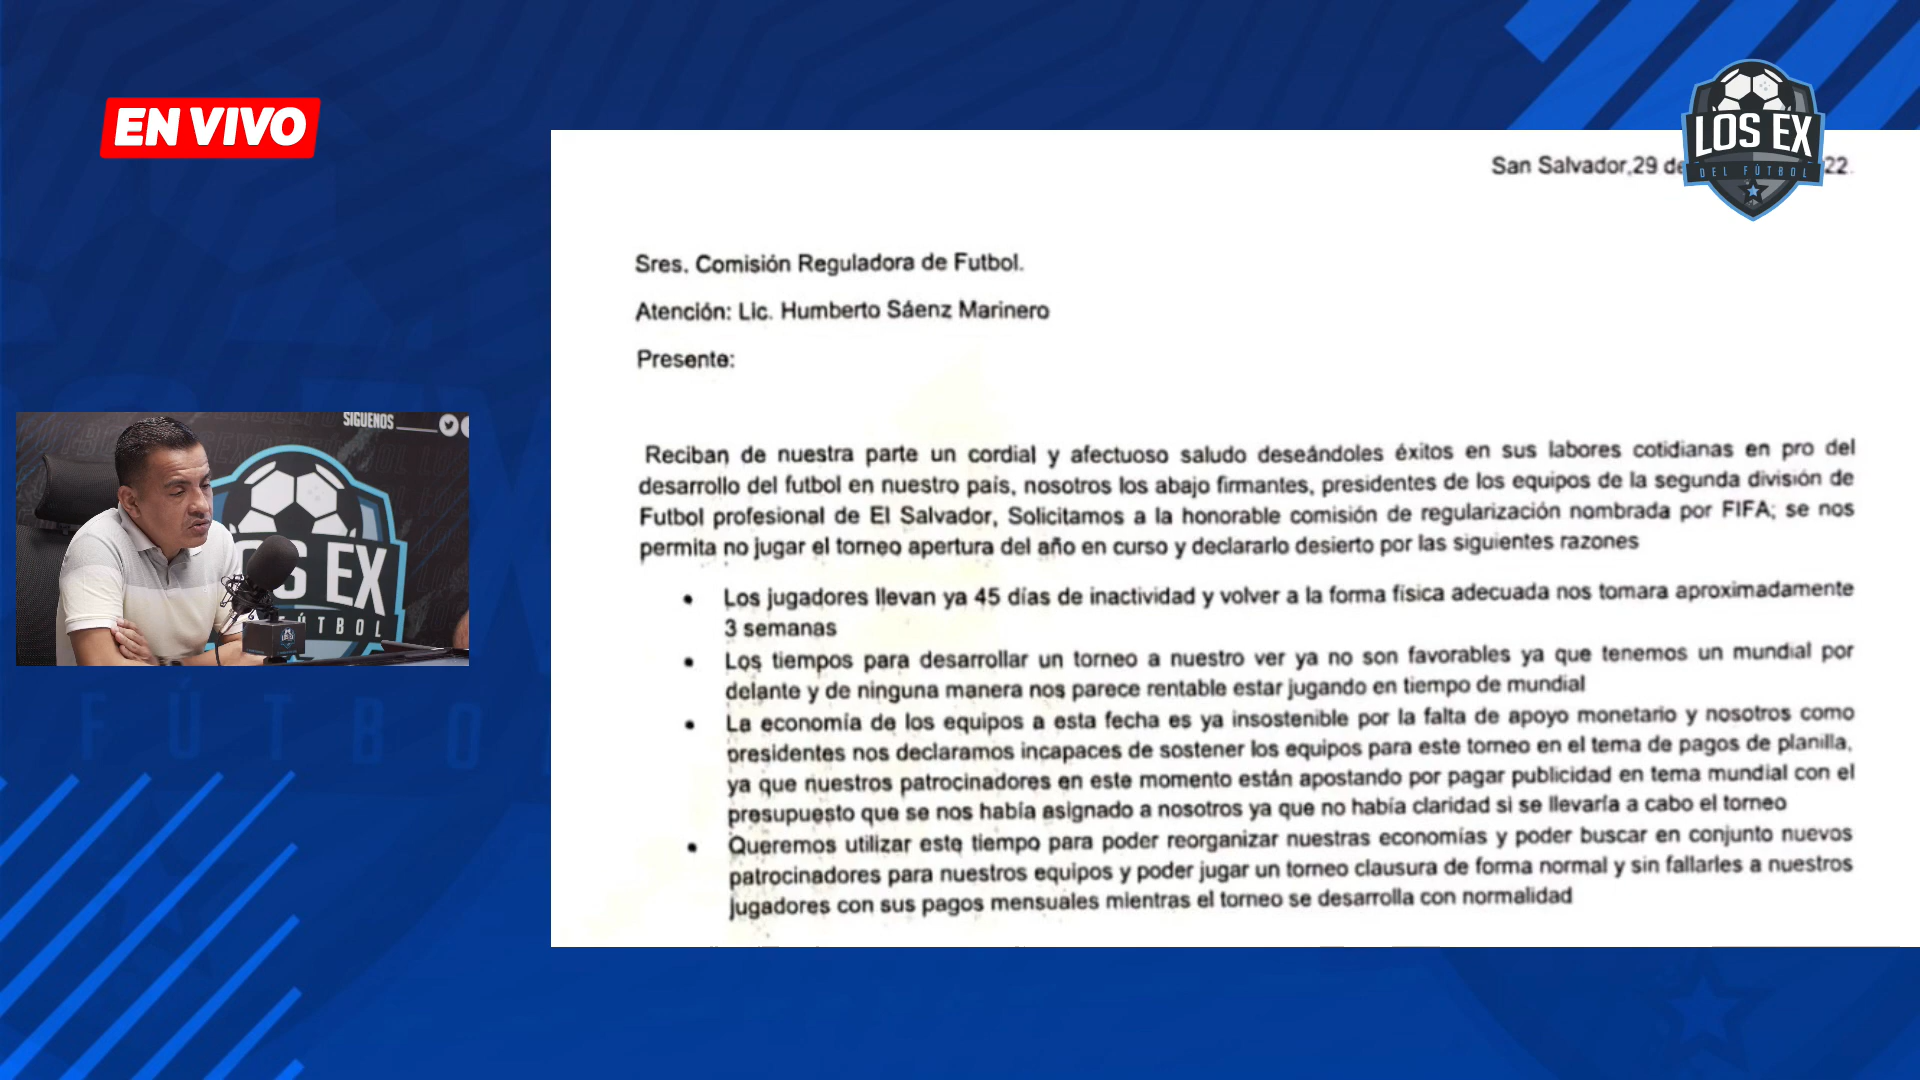 EN VIVO
LOS EX
DEL FÚTBOL
San Salvador,29 de 22.
Sres. Comisión Reguladora de Futbol.
Atención: Lic. Humberto Sáenz Marinero
Presente:
Reciban de nuestra parte un cordial y afectuoso saludo deseándoles éxitos en sus labores cotidianas en pro del
desarrollo del futbol en nuestro país, nosotros los abajo firmantes, presidentes de los equipos de la segunda división de
Futbol profesional de El Salvador, Solicitamos a la honorable comisión de regularización nombrada por FIFA; se nos
permita no jugar el torneo apertura del año en curso y declararlo desierto por las siguientes razones
• Los jugadores llevan ya 45 días de inactividad y volver a la forma física adecuada nos tomara aproximadamente
3 semanas
• Los tiempos para desarrollar un torneo a nuestro ver ya no son favorables ya que tenemos un mundial por
delante y de ninguna manera nos parece rentable estar jugando en tiempo de mundial
• La economía de los equipos a esta fecha es ya insostenible por la falta de apoyo monetario y nosotros como
presidentes nos declaramos incapaces de sostener los equipos para este torneo en el tema de pagos de planilla,
ya que nuestros patrocinadores en este momento están apostando por pagar publicidad en tema mundial con el
presupuesto que se nos había asignado a nosotros ya que no había claridad si se llevaría a cabo el torneo
• Queremos utilizar este tiempo para poder reorganizar nuestras economías y poder buscar en conjunto nuevos
patrocinadores para nuestros equipos y poder jugar un torneo clausura de forma normal y sin fallarles a nuestros
jugadores con sus pagos mensuales mientras el torneo se desarrolla con normalidad
SÍGUENOS
S EX
ÚTBOL
FÚTBO